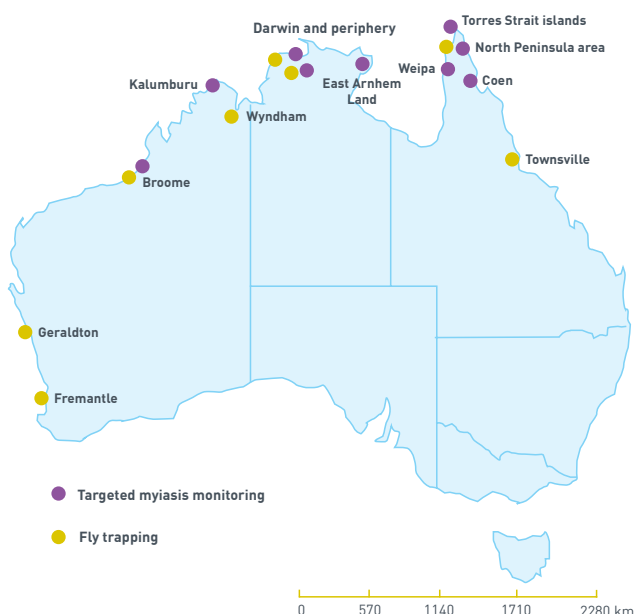 Torres Strait islands
Darwin and periphery
North Peninsula area
Weipa
Coen
Kalumburu
East Arnhem
Land
Wyndham
Townsville
Broome
Geraldton
Fremantle
Targeted myiasis monitoring
Fly trapping
0 570 1140 1710 2280 km